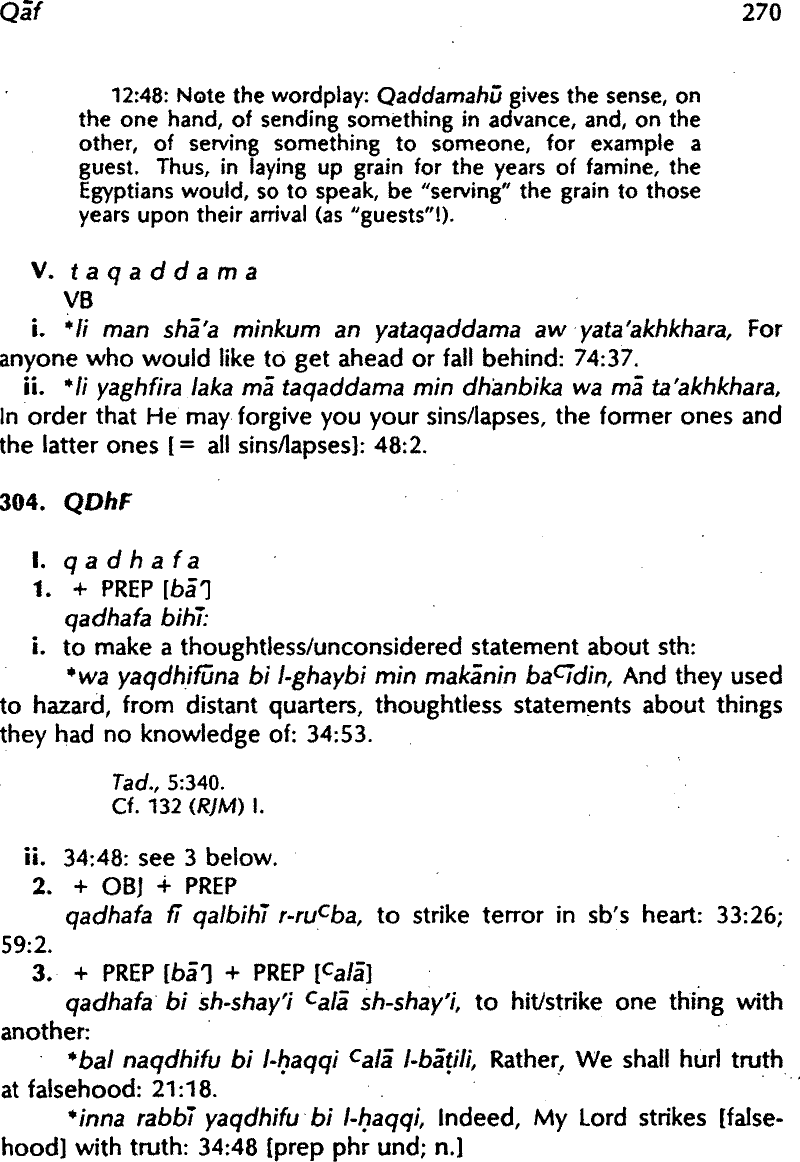 Qāf 270
12:48: Note the wordplay: Qaddamahū gives the sense, on
the one hand, of sending something in advance, and, on the
other, of serving something to someone, for example a
guest. Thus, in laying up grain for the years of famine, the
Egyptians would, so to speak, be "serving" the grain to those
years upon their arrival (as "guests"!).
V. t a q a d d a m a
VB
i. *li man shā'a minkum an yataqaddama aw yata'akhkhara, For
anyone who would like to get ahead or fall behind: 74:37.
ii. *li yaghfira laka mā taqaddama min dhanbika wa mā ta'akhkhara,
In order that He may forgive you your sins/lapses, the former ones and
the latter ones [= all sins/lapses]: 48:2.
304. QDhF
I. q a d h a f a
1. + PREP [bā']
qadhafa bihī:
i. to make a thoughtless/unconsidered statement about sth:
*wa yaqdhifūna bi l-ghaybi min makānin baᶜīdin, And they used
to hazard, from distant quarters, thoughtless statements about things
they had no knowledge of: 34:53.
Tad., 5:340.
Cf. 132 (RJM) I.
ii. 34:48: see 3 below.
2. + OBJ + PREP
qadhafa fī qalbihī r-ruᶜba, to strike terror in sb's heart: 33:26;
59:2.
3. + PREP [bā'] + PREP [ᶜalā]
qadhafa bi sh-shay'i ᶜalā sh-shay'i, to hit/strike one thing with
another:
*bal naqdhifu bi l-ḥaqqi ᶜalā l-bāṭili, Rather, We shall hurl truth
at falsehood: 21:18.
*inna rabbī yaqdhifu bi l-ḥaqqi, Indeed, My Lord strikes [false-
hood] with truth: 34:48 [prep phr und; n.]